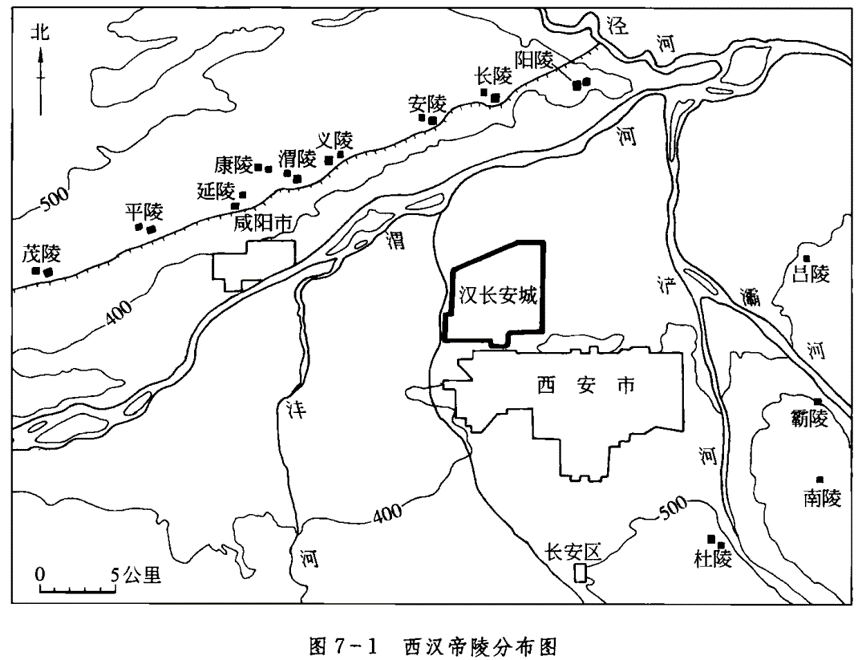 北
泾
河
阳陵
长陵
安陵
河
义陵
渭陵
康陵
500
延陵
平陵
咸阳市
渭
茂陵
400
汉长安城
浐
灞
吕陵
河
西安市
沣
霸陵
河
南陵
400
500
河
长安区
杜陵
0 5公里
图7-1 西汉帝陵分布图